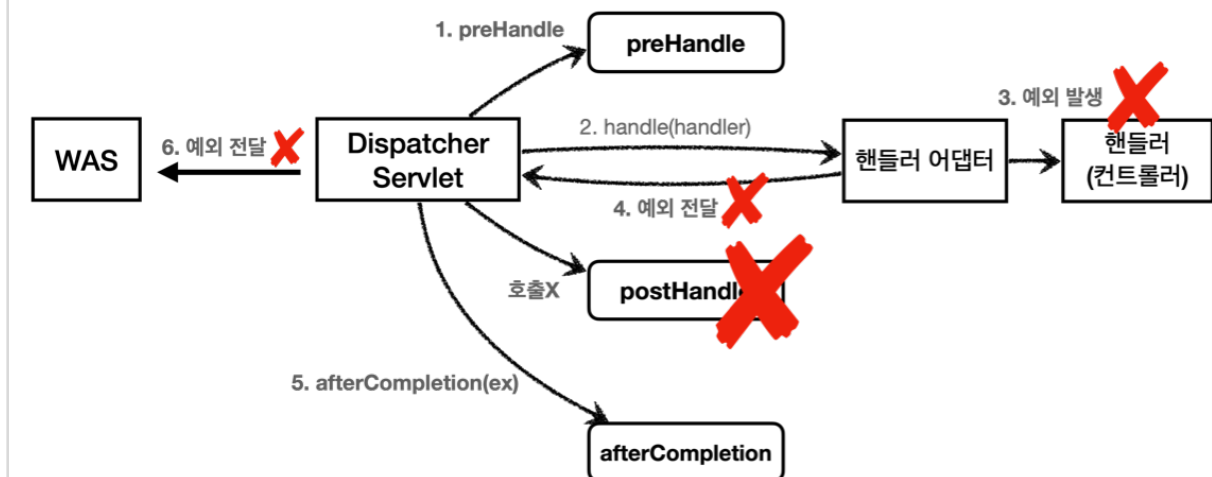 1. preHandle
preHandle
3. 예외 발생
WAS
6. 예외 전달
Dispatcher
Servlet
2. handle(handler)
핸들러 어댑터
핸들러
(컨트롤러)
4. 예외 전달
호출X
postHandle
5. afterCompletion(ex)
afterCompletion